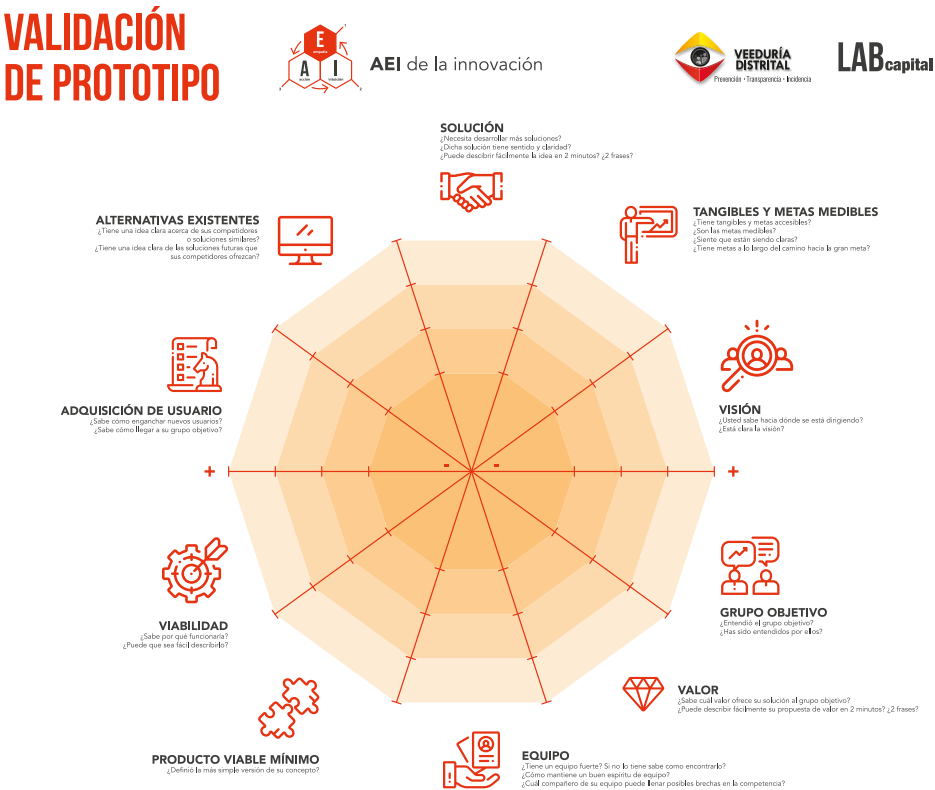 VALIDACIÓN
DE PROTOTIPO
E
empatía
A
acción
I
intuición
AEI de la innovación
VEEDURÍA
DISTRITAL
Prevención • Transparencia • Incidencia
LABcapital
SOLUCIÓN
¿Necesita desarrollar más soluciones?
¿Dicha solución tiene sentido y claridad?
¿Puede describir fácilmente la idea en 2 minutos? ¿2 frases?
TANGIBLES Y METAS MEDIBLES
¿Tiene tangibles y metas accesibles?
¿Son las metas medibles?
¿Siente que están siendo claras?
¿Tiene metas a lo largo del camino hacia la gran meta?
ALTERNATIVAS EXISTENTES
¿Tiene una idea clara acerca de sus competidores
o soluciones similares?
¿Tiene una idea clara de las soluciones futuras que
sus competidores ofrezcan?
VISIÓN
¿Usted sabe hacia dónde se está dirigiendo?
¿Está clara la visión?
ADQUISICIÓN DE USUARIO
¿Sabe cómo enganchar nuevos usuarios?
¿Sabe cómo llegar a su grupo objetivo?
+ - - +
GRUPO OBJETIVO
¿Entendió el grupo objetivo?
¿Has sido entendidos por ellos?
VIABILIDAD
¿Sabe por qué funcionaría?
¿Puede que sea fácil describirlo?
VALOR
¿Sabe cuál valor ofrece su solución al grupo objetivo?
¿Puede describir fácilmente su propuesta de valor en 2 minutos? ¿2 frases?
PRODUCTO VIABLE MÍNIMO
¿Definió la más simple versión de su concepto?
EQUIPO
¿Tiene un equipo fuerte? Si no lo tiene sabe como encontrarlo?
¿Cómo mantiene un buen espíritu de equipo?
¿Cuál compañero de su equipo puede llenar posibles brechas en la competencia?